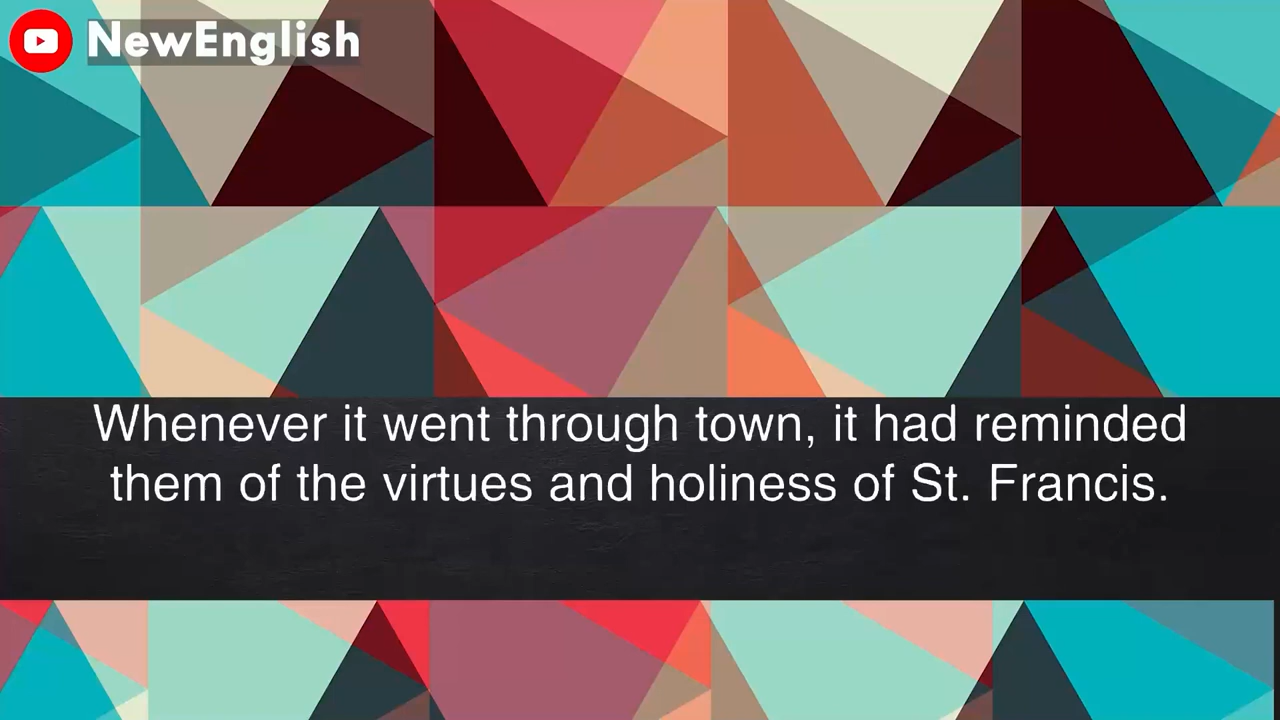 NewEnglish
Whenever it went through town, it had reminded
them of the virtues and holiness of St. Francis.